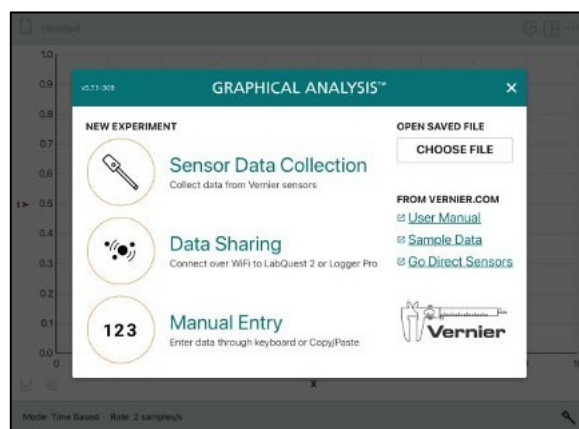 Untitled
1.0
0.9
0.8
0.7
0.6
Y 0.5
0.4
0.3
0.2
0.1
0.0
0
X
Mode: Time Based Rate: 2 samples/s
GRAPHICAL ANALYSIS™
×
NEW EXPERIMENT
Sensor Data Collection
Collect data from Vernier sensors
Data Sharing
Connect over WiFi to LabQuest 2 or Logger Pro
123
Manual Entry
Enter data through keyboard or Copy/Paste
OPEN SAVED FILE
CHOOSE FILE
FROM VERNIER.COM
User Manual
Sample Data
Go Direct Sensors
Vernier